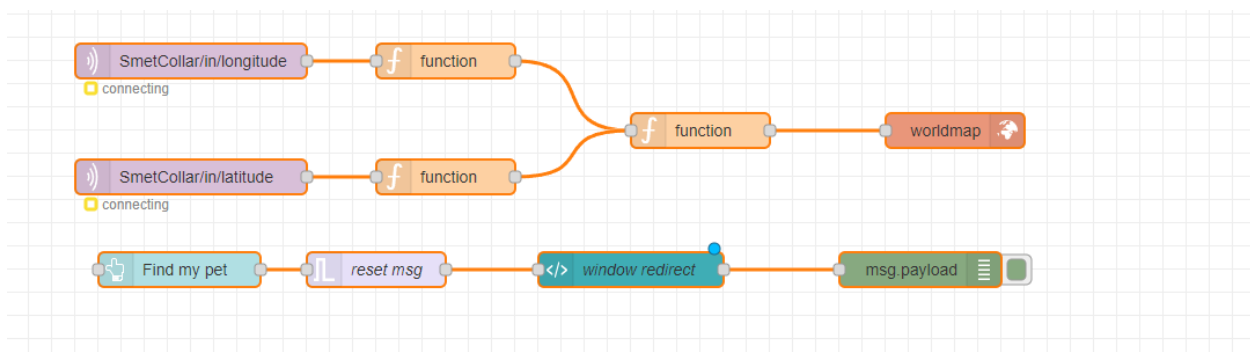 SmetCollar/in/longitude
function
connecting
function
worldmap
SmetCollar/in/latitude
function
connecting
Find my pet
reset msg
</> window redirect
msg.payload